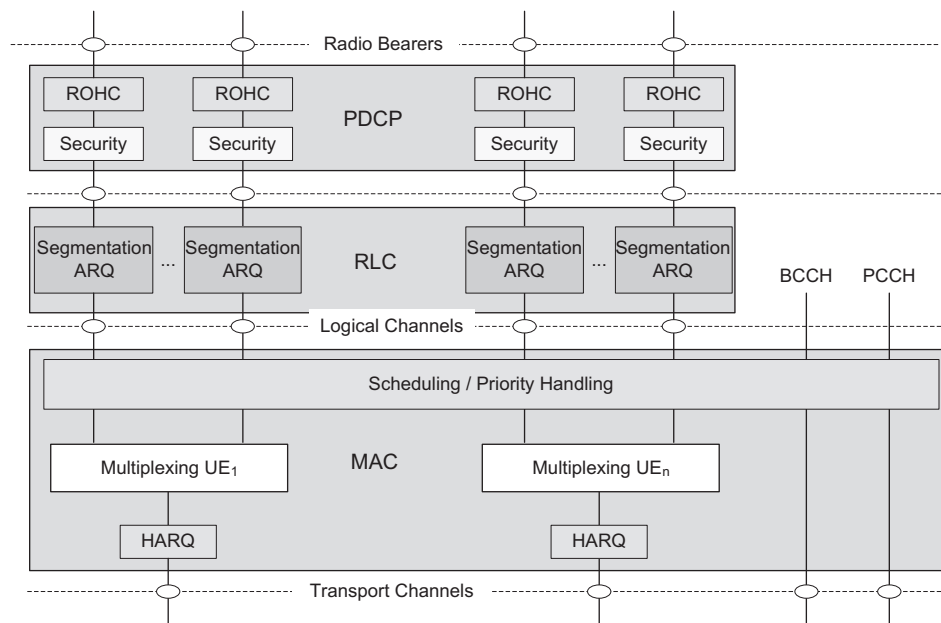 Radio Bearers
ROHC
ROHC
ROHC
ROHC
PDCP
Security
Security
Security
Security
Segmentation
ARQ
...
Segmentation
ARQ
RLC
Segmentation
ARQ
...
Segmentation
ARQ
BCCH
PCCH
Logical Channels
Scheduling / Priority Handling
Multiplexing UE1
MAC
Multiplexing UEn
HARQ
HARQ
Transport Channels